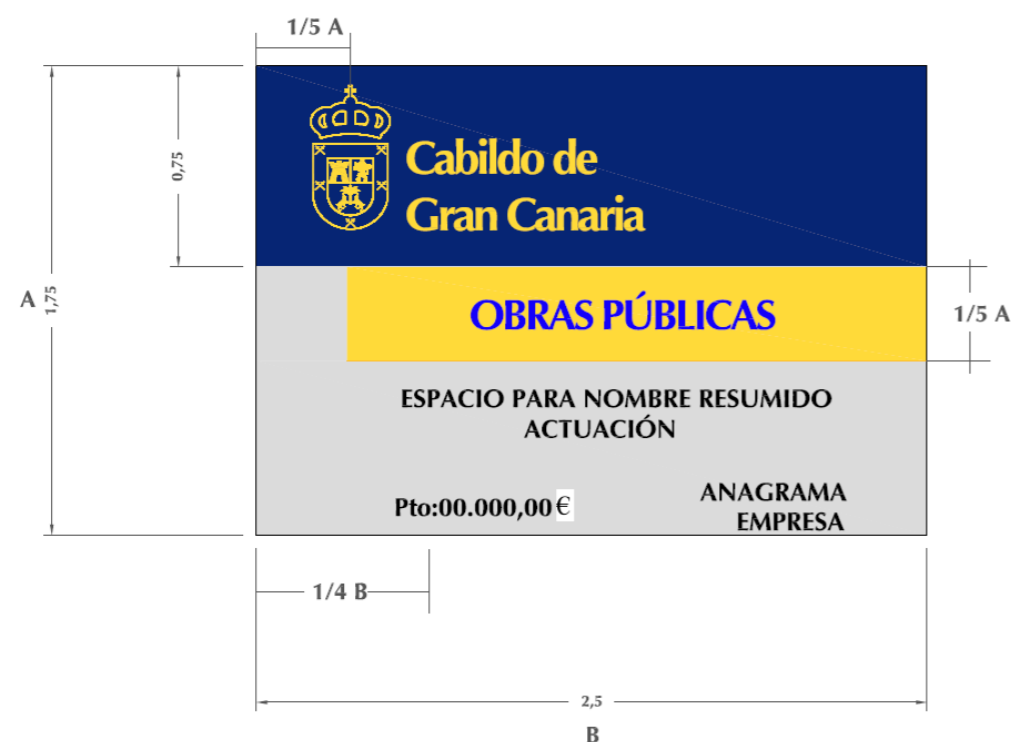 1/5 A
0,75
Cabildo de
Gran Canaria
A
1,75
OBRAS PÚBLICAS
1/5 A
ESPACIO PARA NOMBRE RESUMIDO
ACTUACIÓN
Pto:00.000,00 €
ANAGRAMA
EMPRESA
1/4 B
2,5
B